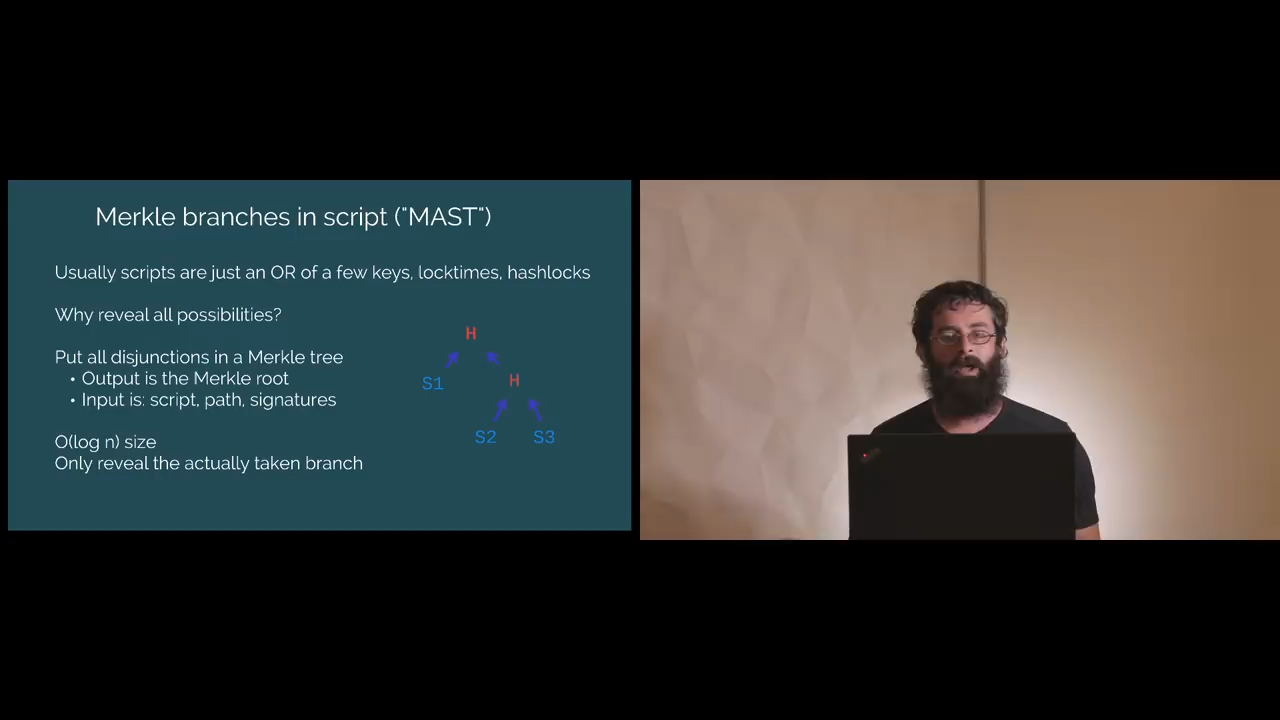 Merkle branches in script ("MAST")
Usually scripts are just an OR of a few keys, locktimes, hashlocks
Why reveal all possibilities?
Put all disjunctions in a Merkle tree
• Output is the Merkle root
• Input is: script, path, signatures
O(log n) size
Only reveal the actually taken branch
H
S1 H
S2 S3